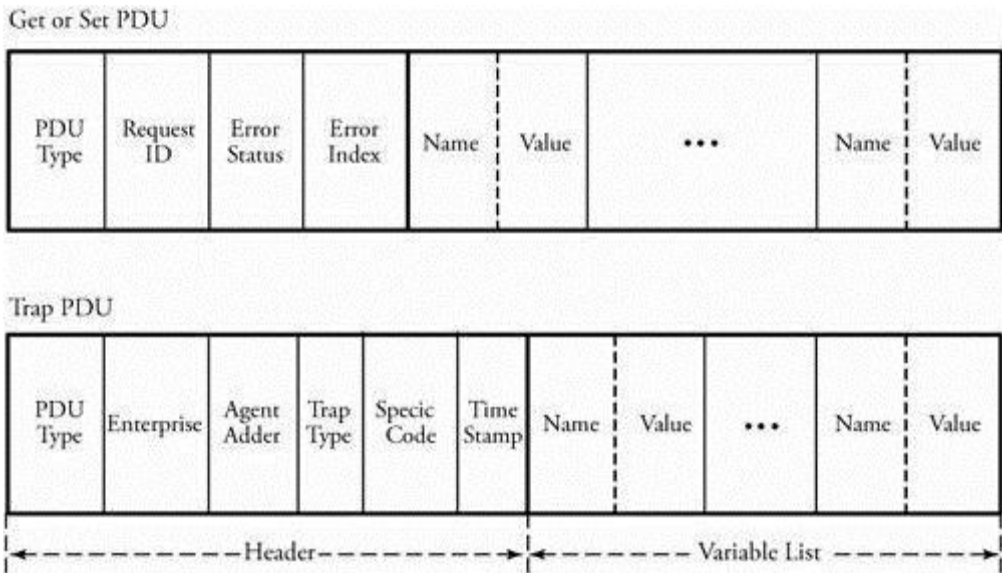 Get or Set PDU
PDU Type
Request ID
Error Status
Error Index
Name
Value
•••
Name
Value
Trap PDU
PDU Type
Enterprise
Agent Adder
Trap Type
Specic Code
Time Stamp
Name
Value
•••
Name
Value
Header
Variable List